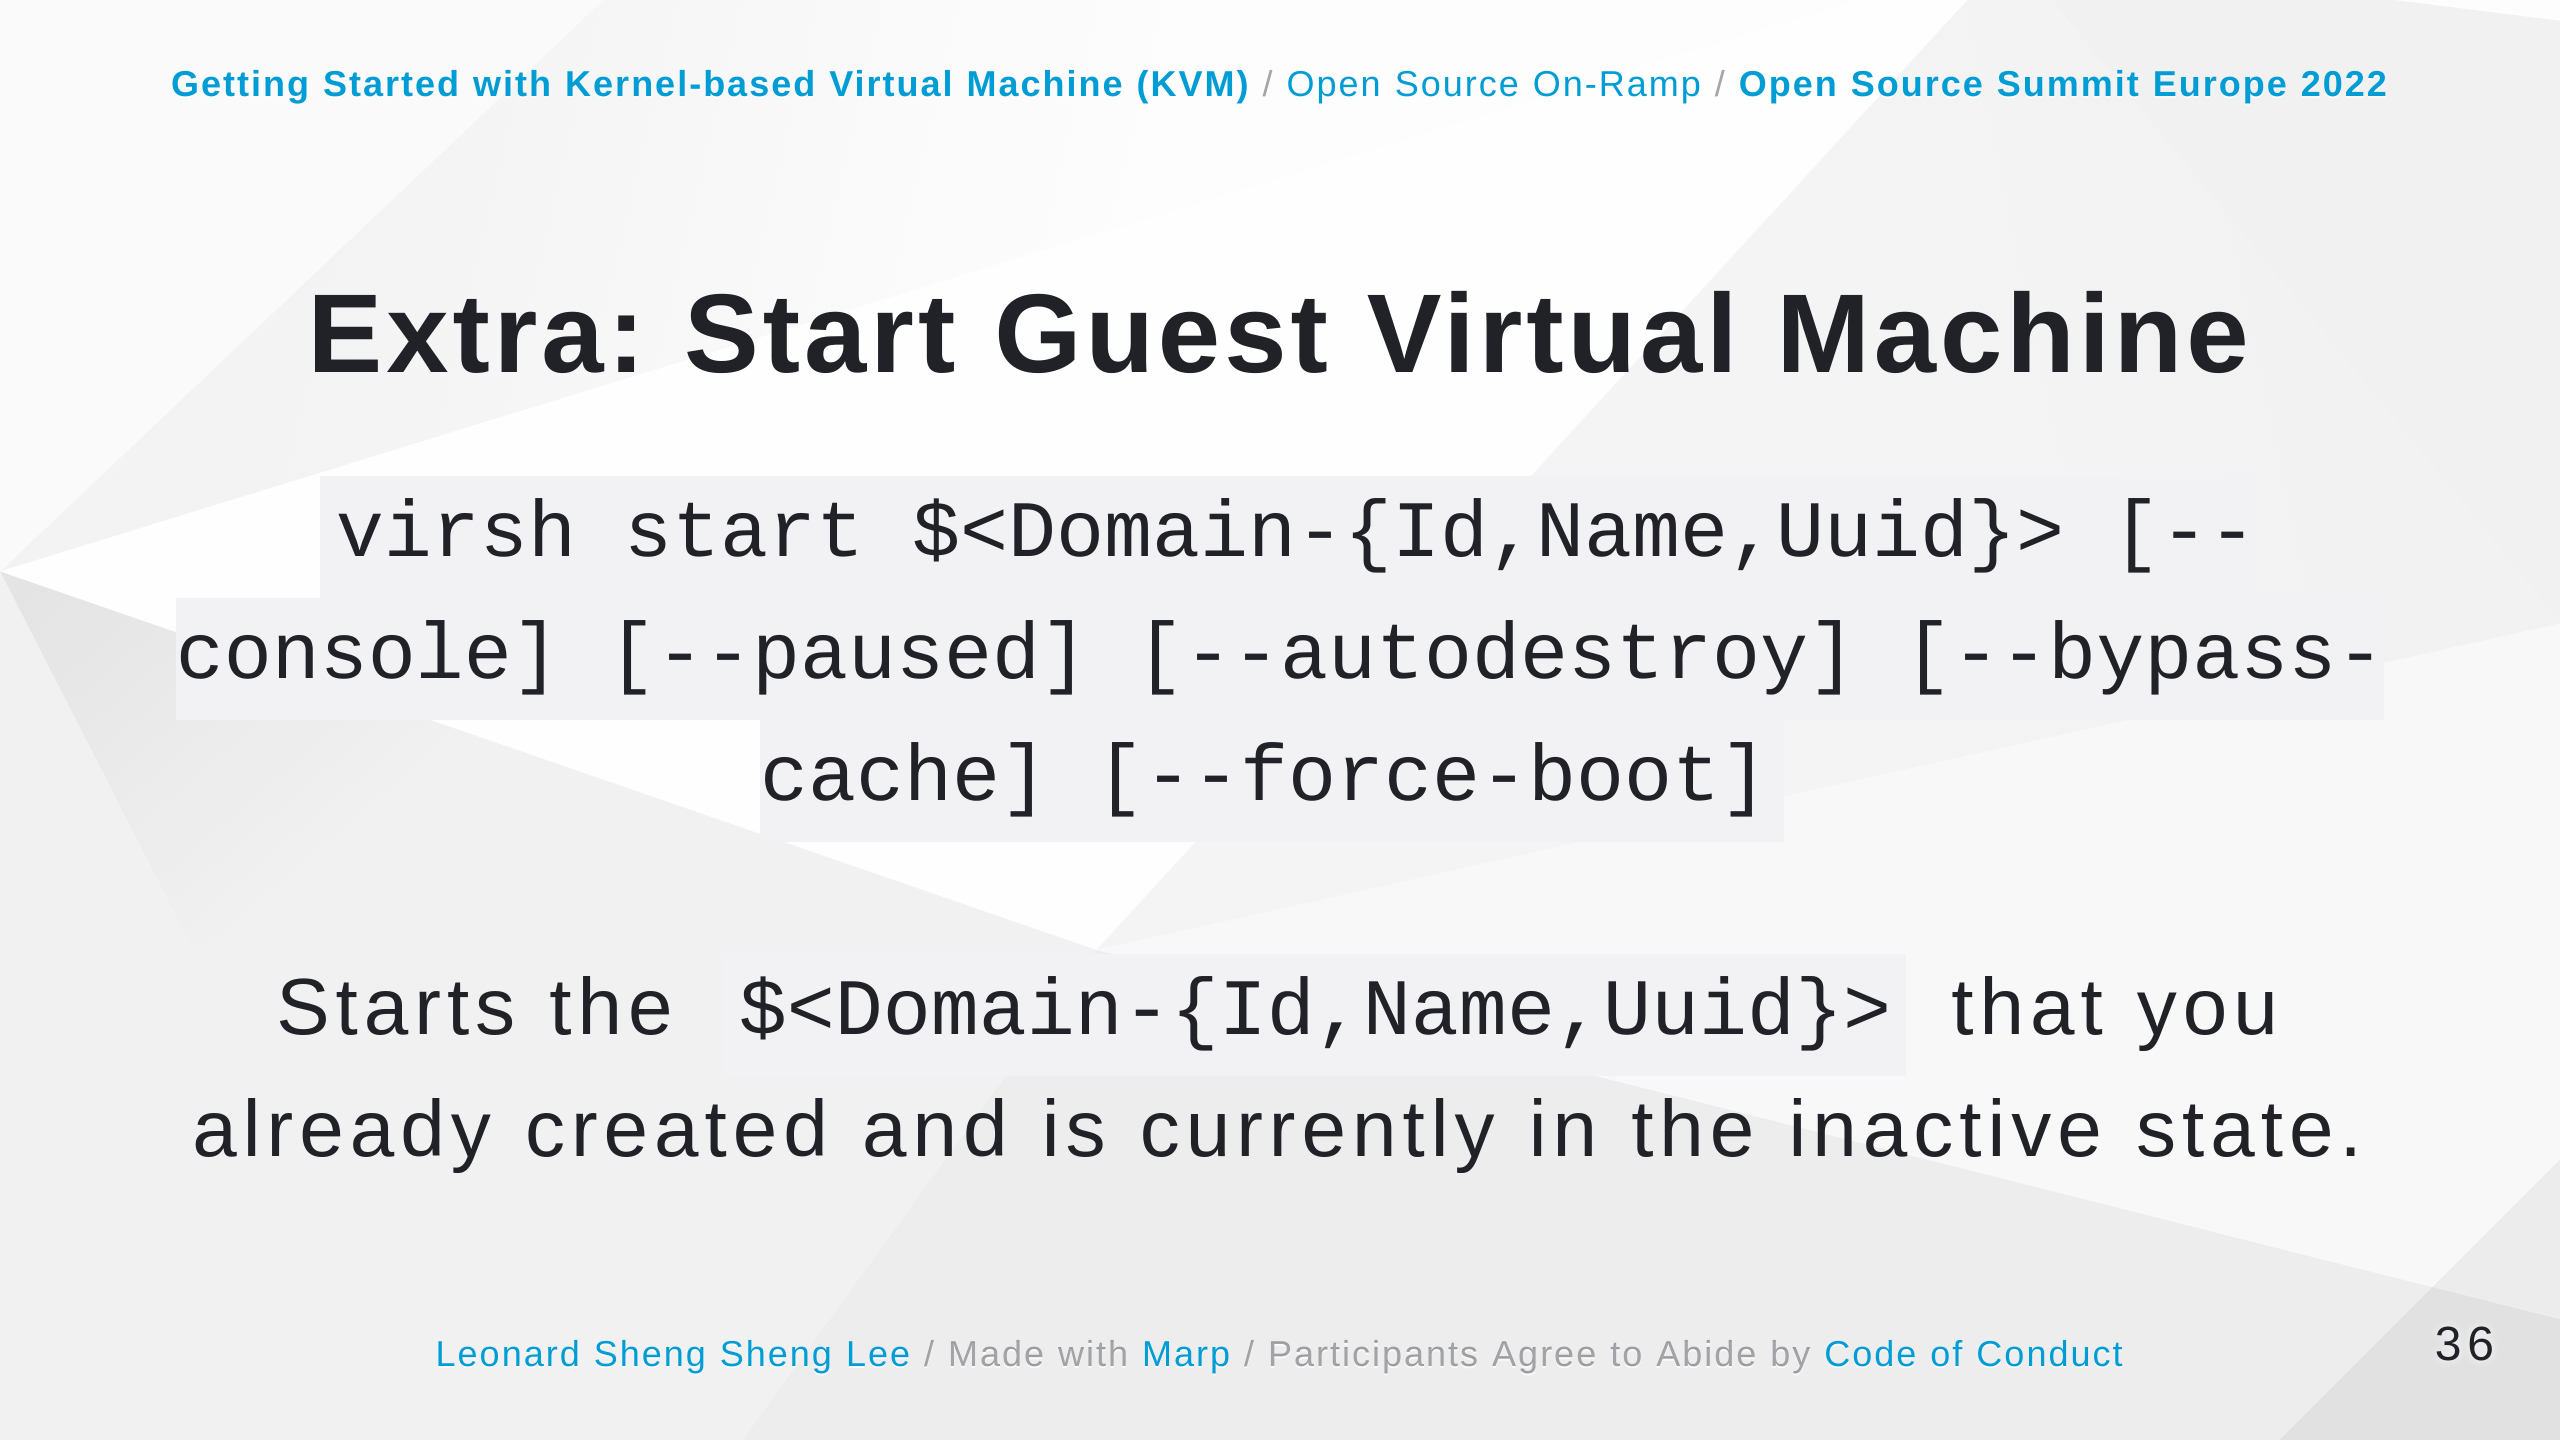 Getting Started with Kernel-based Virtual Machine (KVM) / Open Source On-Ramp / Open Source Summit Europe 2022
Extra: Start Guest Virtual Machine
virsh start $<Domain-{Id,Name,Uuid}> [--
console] [--paused] [--autodestroy] [--bypass-
cache] [--force-boot]
Starts the $<Domain-{Id,Name,Uuid}> that you
already created and is currently in the inactive state.
Leonard Sheng Sheng Lee / Made with Marp / Participants Agree to Abide by Code of Conduct
36